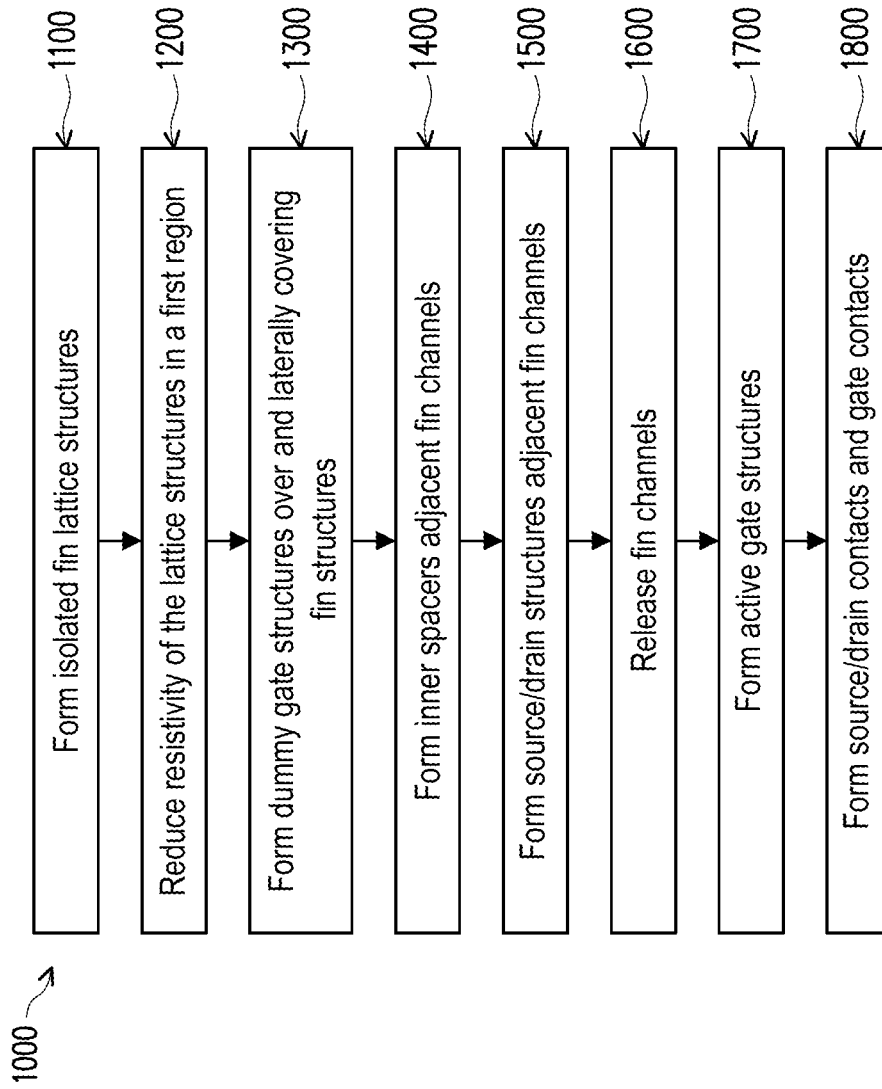 1000
Form isolated fin lattice structures
1100
Reduce resistivity of the lattice structures in a first region
1200
Form dummy gate structures over and laterally covering
fin structures
1300
Form inner spacers adjacent fin channels
1400
Form source/drain structures adjacent fin channels
1500
Release fin channels
1600
Form active gate structures
1700
Form source/drain contacts and gate contacts
1800